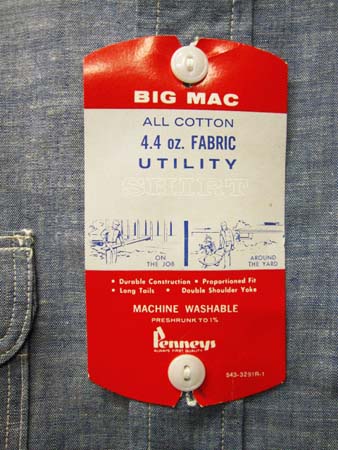 BIG MAC
ALL COTTON
4.4 oz. FABRIC
UTILITY
SHIRT
ON
THE JOB
AROUND
THE YARD
• Durable Construction • Proportioned Fit
• Long Tails • Double Shoulder Yoke
MACHINE WASHABLE
PRESHRUNK TO 1%
Penneys
ALWAYS FIRST QUALITY
543-3291R-1